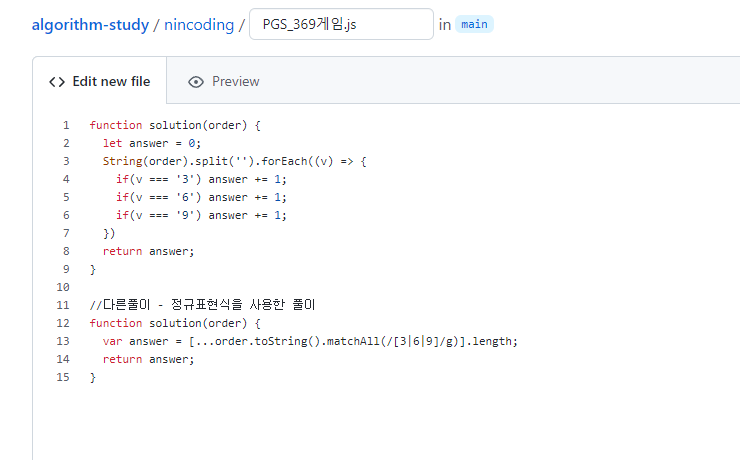 algorithm-study / nincoding / PGS_369게임.js in main
Edit new file Preview
1 function solution(order) {
2 let answer = 0;
3 String(order).split('').forEach((v) => {
4 if(v === '3') answer += 1;
5 if(v === '6') answer += 1;
6 if(v === '9') answer += 1;
7 })
8 return answer;
9 }
10
11 //다른풀이 - 정규표현식을 사용한 풀이
12 function solution(order) {
13 var answer = [...order.toString().matchAll(/[3|6|9]/g)].length;
14 return answer;
15 }